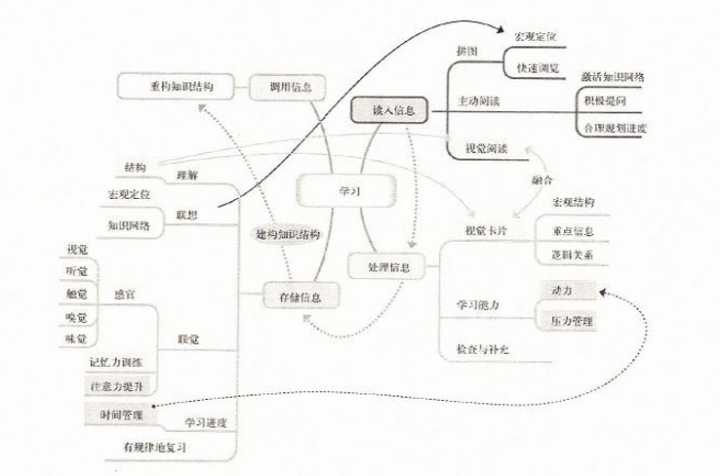 宏观定位
拼图
快速浏览
重构知识结构
调用信息
激活知识网络
读入信息
主动阅读
积极提问
合理规划进度
视觉阅读
结构
理解
学习
融合
宏观定位
联想
知识网络
建构知识结构
视觉卡片
宏观结构
重点信息
逻辑关系
视觉
听觉
触觉
嗅觉
味觉
感官
处理信息
存储信息
学习能力
动力
压力管理
联觉
检查与补充
记忆力训练
注意力提升
时间管理
学习进度
有规律地复习